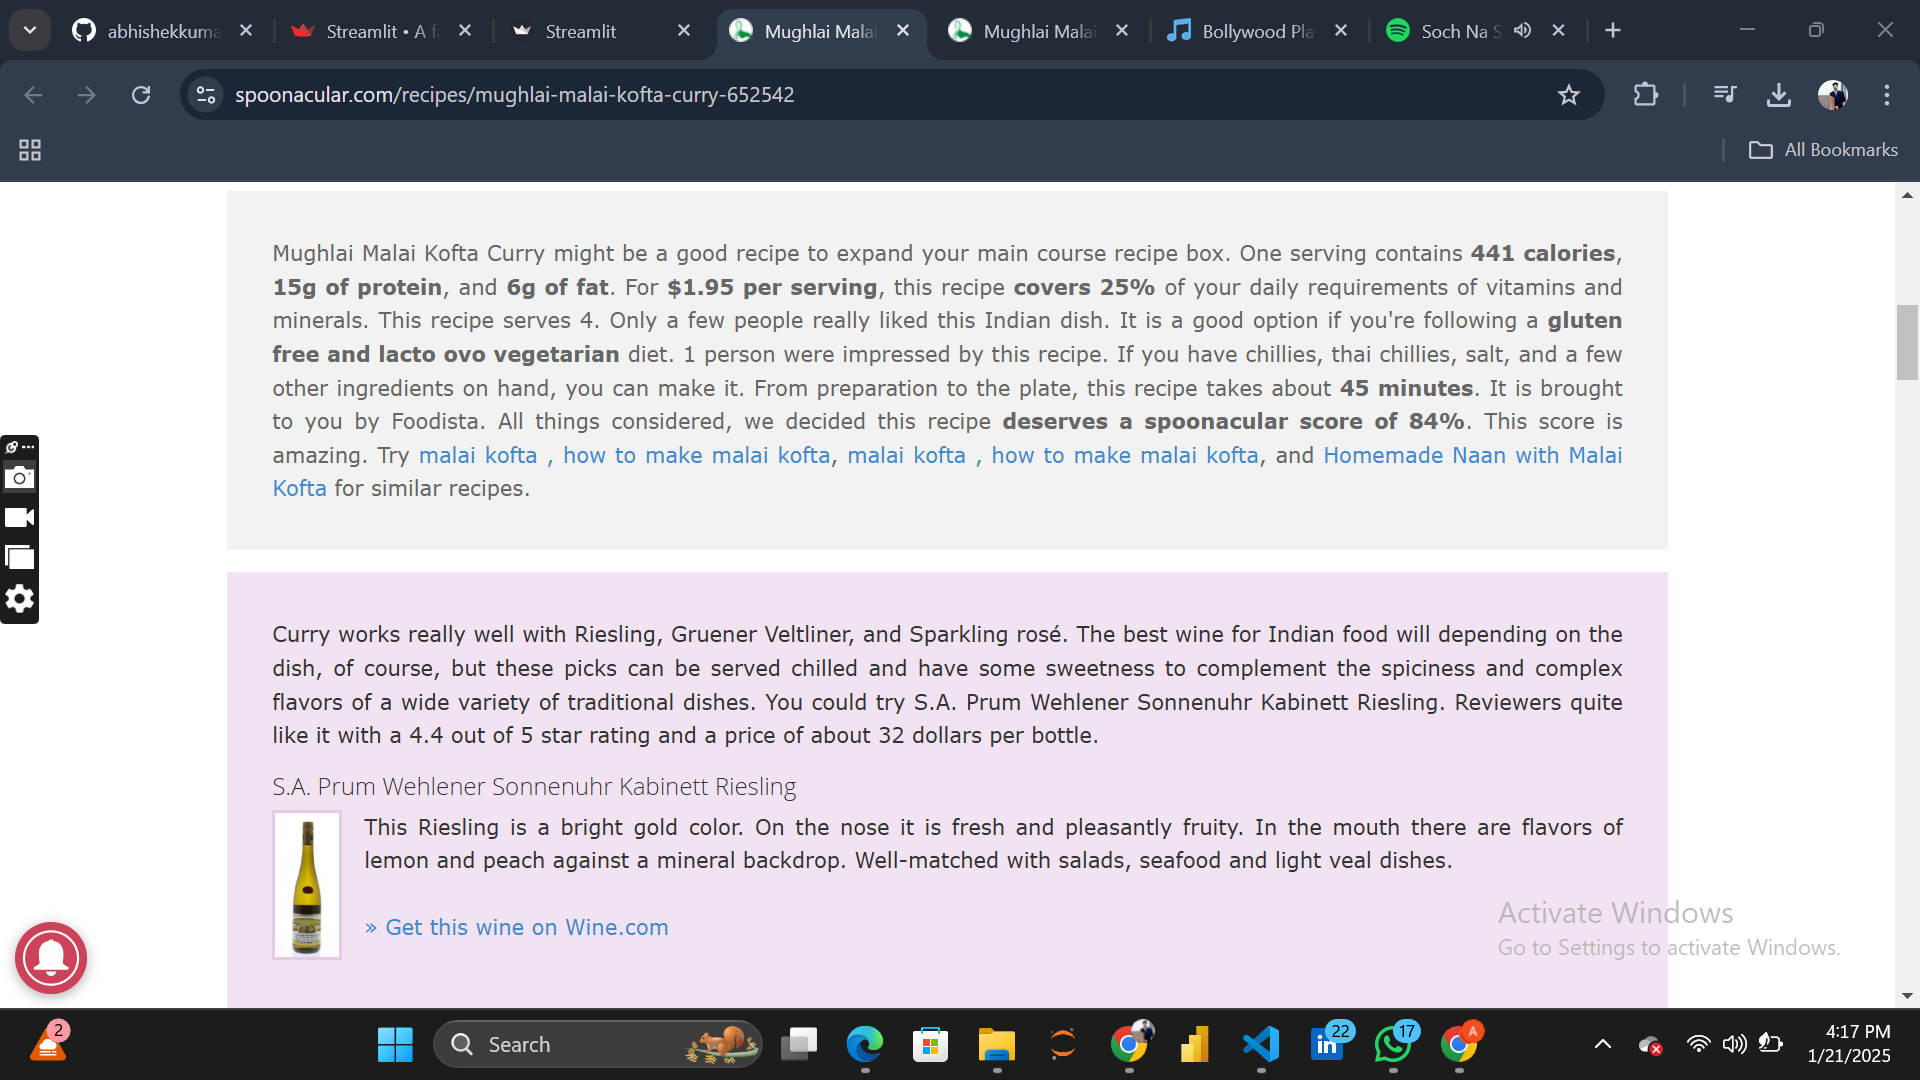 abhishekkuma
Streamlit • A f
Streamlit
Mughlai Malai
Mughlai Malai
Bollywood Pla
Soch Na S
spoonacular.com/recipes/mughlai-malai-kofta-curry-652542
All Bookmarks
Mughlai Malai Kofta Curry might be a good recipe to expand your main course recipe box. One serving contains 441 calories,
15g of protein, and 6g of fat. For $1.95 per serving, this recipe covers 25% of your daily requirements of vitamins and
minerals. This recipe serves 4. Only a few people really liked this Indian dish. It is a good option if you're following a gluten
free and lacto ovo vegetarian diet. 1 person were impressed by this recipe. If you have chillies, thai chillies, salt, and a few
other ingredients on hand, you can make it. From preparation to the plate, this recipe takes about 45 minutes. It is brought
to you by Foodista. All things considered, we decided this recipe deserves a spoonacular score of 84%. This score is
amazing. Try malai kofta , how to make malai kofta, malai kofta , how to make malai kofta, and Homemade Naan with Malai
Kofta for similar recipes.
Curry works really well with Riesling, Gruener Veltliner, and Sparkling rosé. The best wine for Indian food will depending on the
dish, of course, but these picks can be served chilled and have some sweetness to complement the spiciness and complex
flavors of a wide variety of traditional dishes. You could try S.A. Prum Wehlener Sonnenuhr Kabinett Riesling. Reviewers quite
like it with a 4.4 out of 5 star rating and a price of about 32 dollars per bottle.
S.A. Prum Wehlener Sonnenuhr Kabinett Riesling
This Riesling is a bright gold color. On the nose it is fresh and pleasantly fruity. In the mouth there are flavors of
lemon and peach against a mineral backdrop. Well-matched with salads, seafood and light veal dishes.
» Get this wine on Wine.com
Activate Windows
Go to Settings to activate Windows.
2
Search
22
17
A
4:17 PM
1/21/2025